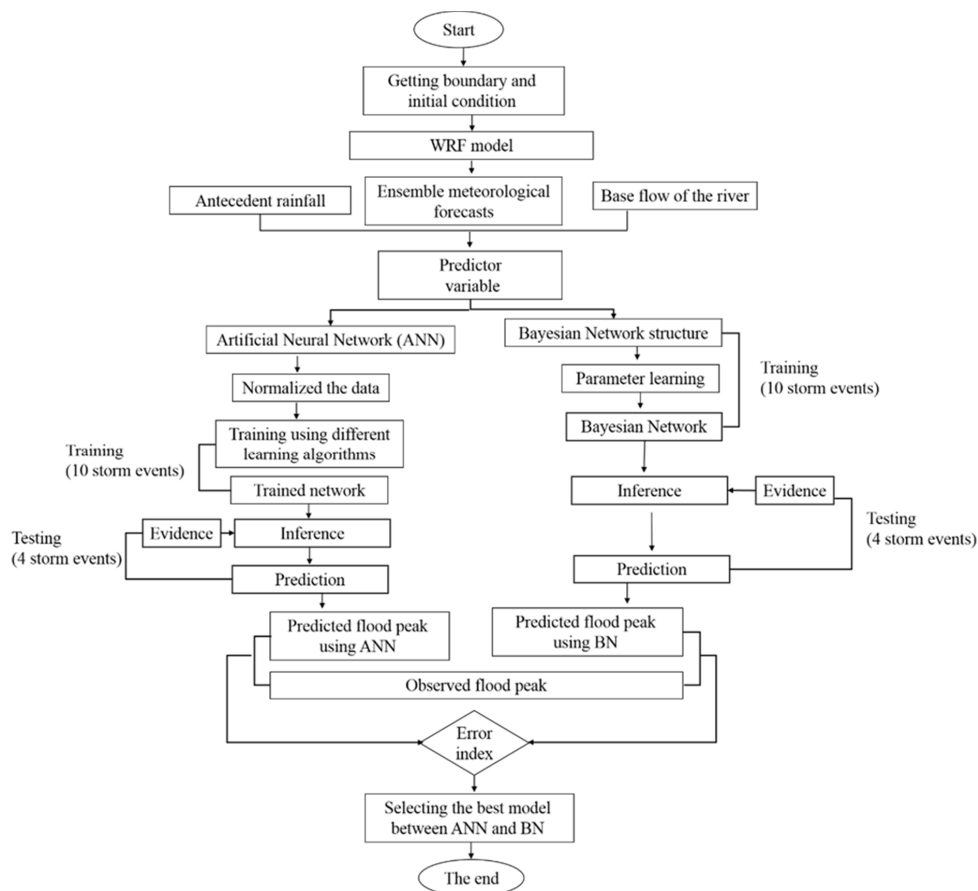 Start
Getting boundary and
initial condition
WRF model
Antecedent rainfall
Ensemble meteorological
forecasts
Base flow of the river
Predictor
variable
Artificial Neural Network (ANN)
Normalized the data
Training using different
learning algorithms
Trained network
Training
(10 storm events)
Evidence
Inference
Prediction
Testing
(4 storm events)
Predicted flood peak
using ANN
Bayesian Network structure
Parameter learning
Bayesian Network
Training
(10 storm events)
Inference
Evidence
Prediction
Testing
(4 storm events)
Predicted flood peak
using BN
Observed flood peak
Error
index
Selecting the best model
between ANN and BN
The end